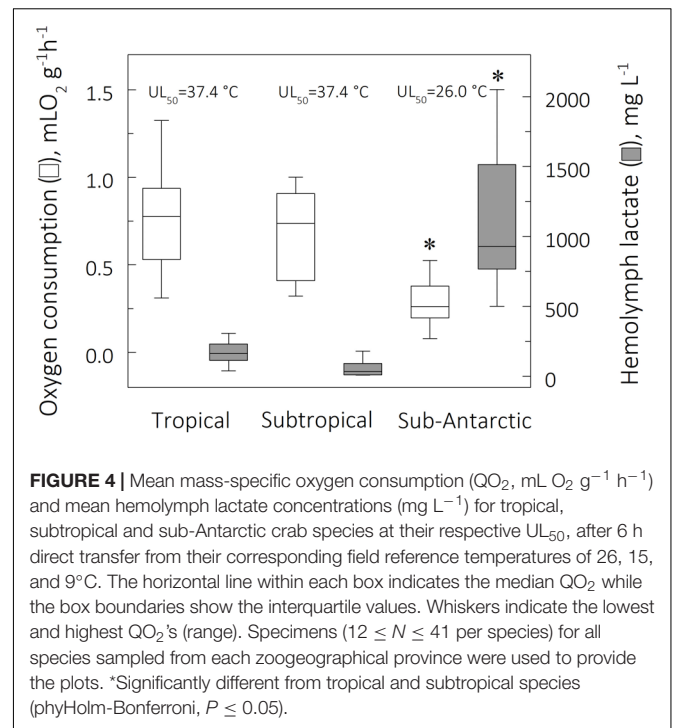 Oxygen consumption (□), mLO₂ g⁻¹h⁻¹
1.5
1.0
0.5
0.0
UL₅₀=37.4 °C
UL₅₀=37.4 °C
UL₅₀=26.0 °C
*
*
2000
1500
1000
500
0
Hemolymph lactate (■), mg L⁻¹
Tropical Subtropical Sub-Antarctic
FIGURE 4 | Mean mass-specific oxygen consumption (QO₂, mL O₂ g⁻¹ h⁻¹)
and mean hemolymph lactate concentrations (mg L⁻¹) for tropical,
subtropical and sub-Antarctic crab species at their respective UL₅₀, after 6 h
direct transfer from their corresponding field reference temperatures of 26, 15,
and 9°C. The horizontal line within each box indicates the median QO₂ while
the box boundaries show the interquartile values. Whiskers indicate the lowest
and highest QO₂'s (range). Specimens (12 ≤ N ≤ 41 per species) for all
species sampled from each zoogeographical province were used to provide
the plots. *Significantly different from tropical and subtropical species
(phyHolm-Bonferroni, P ≤ 0.05).